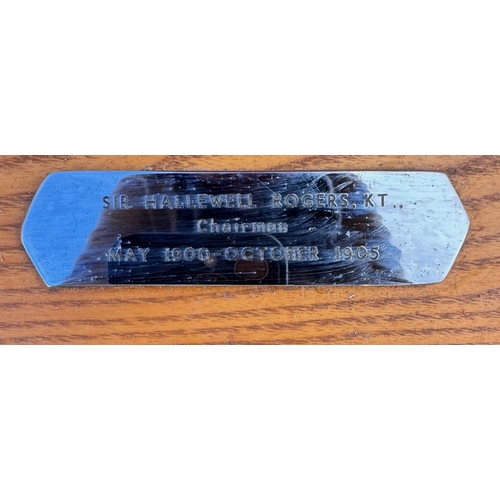 SIR HALLEWELL ROGERS, KT.,
Chairman
MAY 1900-OCTOBER 1905